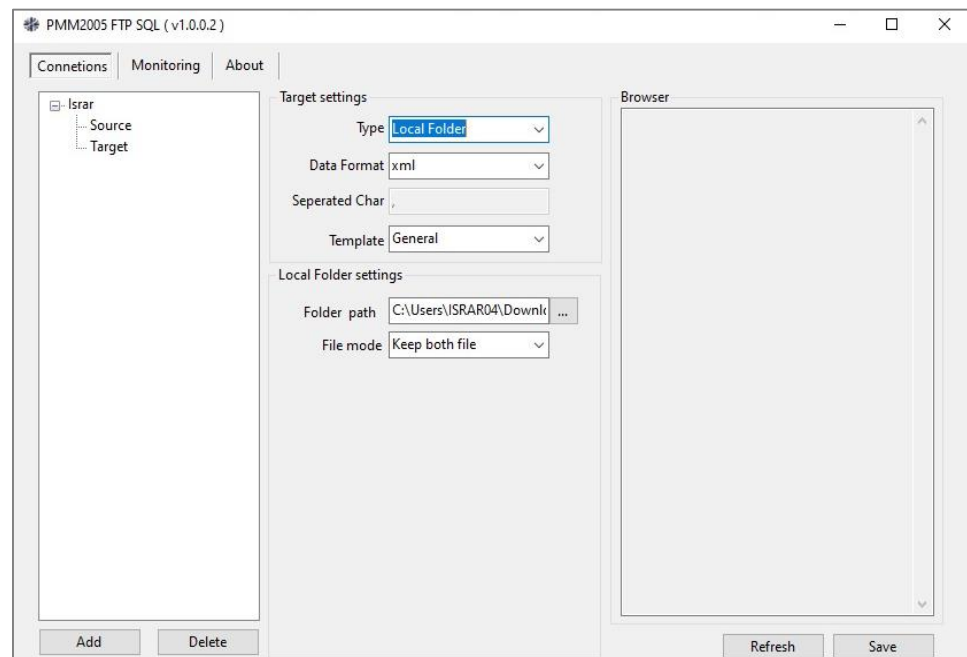 PMM2005 FTP SQL ( v1.0.0.2 )
Connetions Monitoring About
Israr
Source
Target
Target settings
Type Local Folder
Data Format xml
Seperated Char ,
Template General
Local Folder settings
Folder path C:\Users\ISRAR04\Downl ...
File mode Keep both file
Browser
Add Delete
Refresh Save